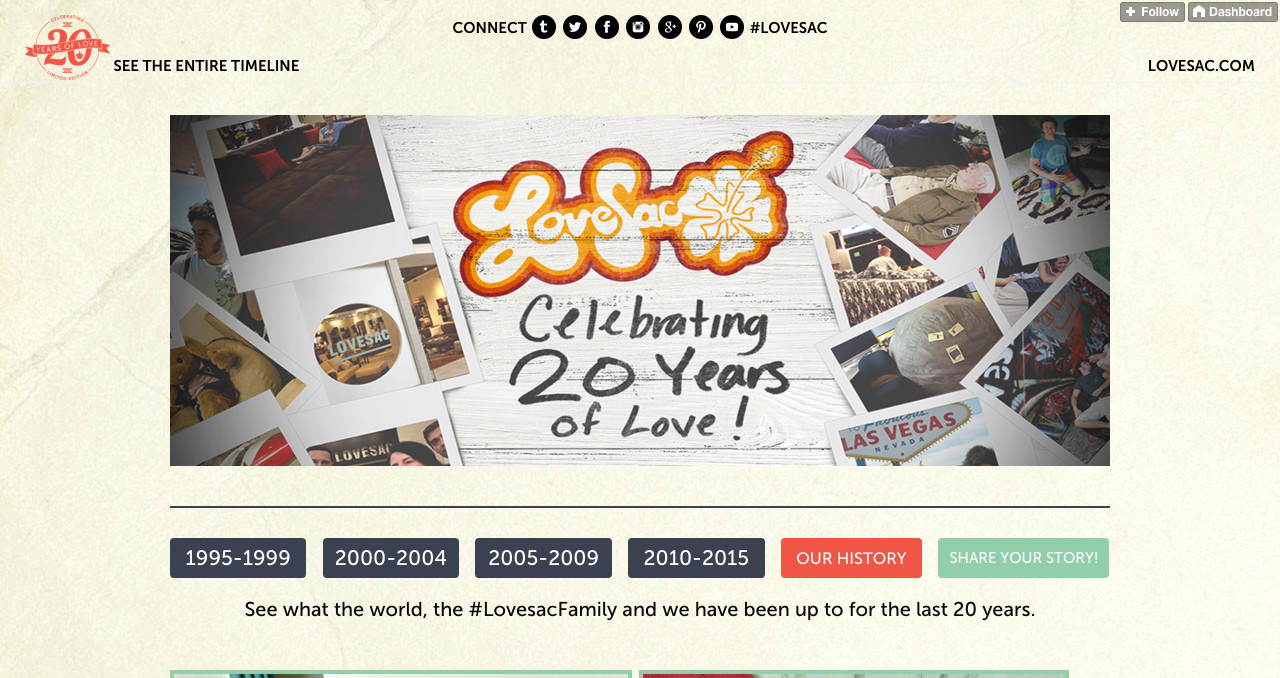 Follow
Dashboard
CONNECT
#LOVESAC
CELEBRATING
20
YEARS OF LOVE
LIMITED EDITION
SEE THE ENTIRE TIMELINE
LOVESAC.COM
LoveSac
Celebrating
20 Years
of Love!
LOVESAC
LOVESAC
Fabulous
LAS VEGAS
NEVADA
1995-1999
2000-2004
2005-2009
2010-2015
OUR HISTORY
SHARE YOUR STORY!
See what the world, the #LovesacFamily and we have been up to for the last 20 years.